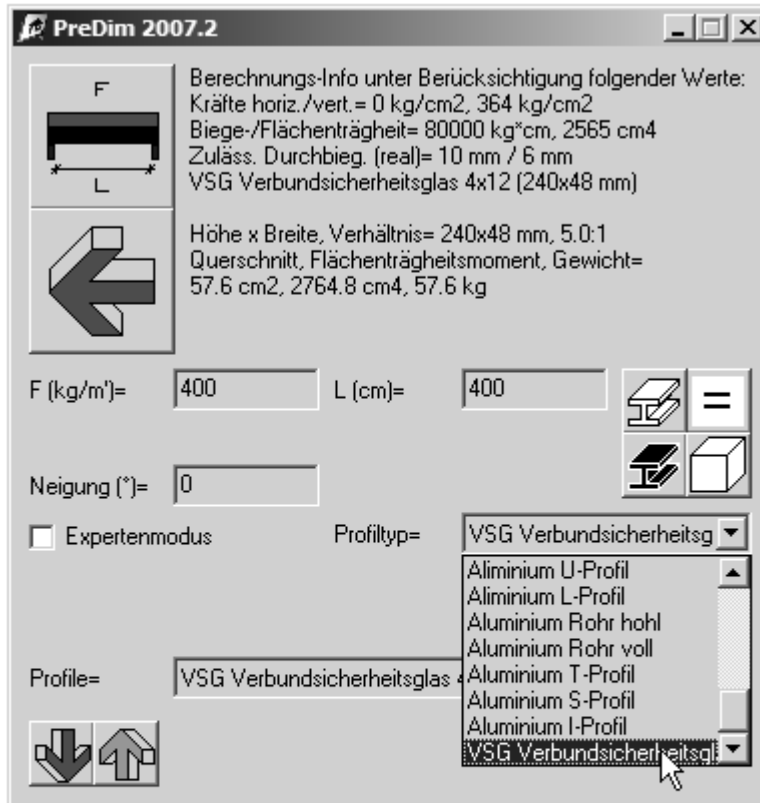 PreDim 2007.2
F
L
Berechnungs-Info unter Berücksichtigung folgender Werte:
Kräfte horiz./vert.= 0 kg/cm2, 364 kg/cm2
Biege-/Flächenträgheit= 80000 kg*cm, 2565 cm4
Zuläss. Durchbieg. (real)= 10 mm / 6 mm
VSG Verbundsicherheitsglas 4x12 (240x48 mm)
Höhe x Breite, Verhältnis= 240x48 mm, 5.0:1
Querschnitt, Flächenträgheitsmoment, Gewicht=
57.6 cm2, 2764.8 cm4, 57.6 kg
F (kg/m')= 400 L (cm)= 400
=
Neigung (°)= 0
Expertenmodus Profiltyp= VSG Verbundsicherheitsg
Aliminium U-Profil
Aliminium L-Profil
Aluminium Rohr hohl
Aluminium Rohr voll
Aluminium T-Profil
Aluminium S-Profil
Aluminium I-Profil
VSG Verbundsicherheitsgl
Profile= VSG Verbundsicherheitsglas 4